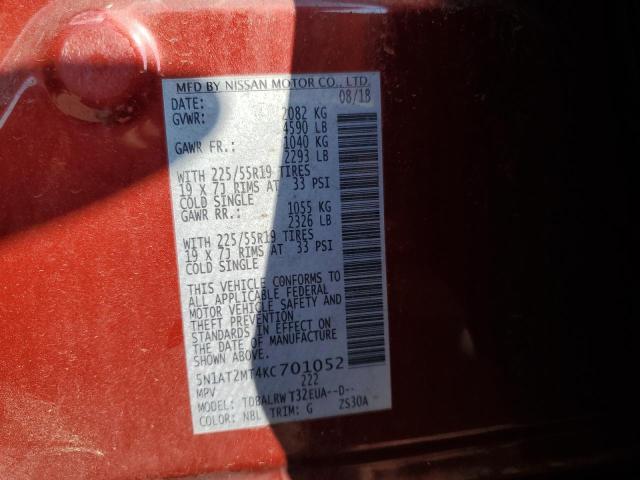 MFD BY NISSAN MOTOR CO., LTD.
DATE: 08/18
GVWR: 2082 KG
4590 LB
GAWR FR.: 1040 KG
2293 LB
WITH 225/55R19 TIRES
19 X 7J RIMS AT 33 PSI
COLD SINGLE
GAWR RR.: 1055 KG
2326 LB
WITH 225/55R19 TIRES
19 X 7J RIMS AT 33 PSI
COLD SINGLE
THIS VEHICLE CONFORMS TO
ALL APPLICABLE FEDERAL
MOTOR VEHICLE SAFETY AND
THEFT PREVENTION
STANDARDS IN EFFECT ON
THE DATE OF MANUFACTURE
SHOWN ABOVE.
5N1AT2MT4KC701052
MPV 222
MODEL: TDBALRW T32EUA--D--
COLOR: NBL TRIM: G ZS30A